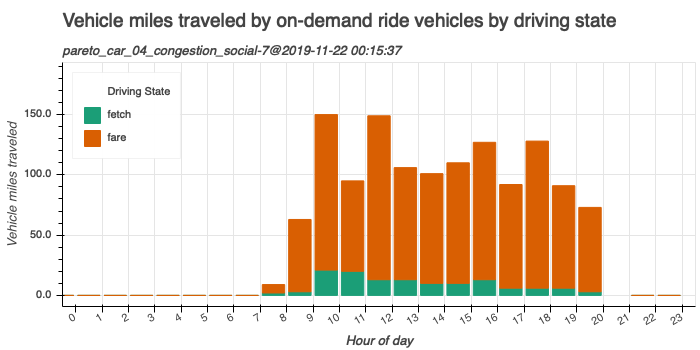 Vehicle miles traveled by on-demand ride vehicles by driving state
pareto_car_04_congestion_social-7@2019-11-22 00:15:37
Driving State
fetch
fare
Vehicle miles traveled
150.0
100.0
50.0
0.0
0 1 2 3 4 5 6 7 8 9 10 11 12 13 14 15 16 17 18 19 20 21 22 23
Hour of day